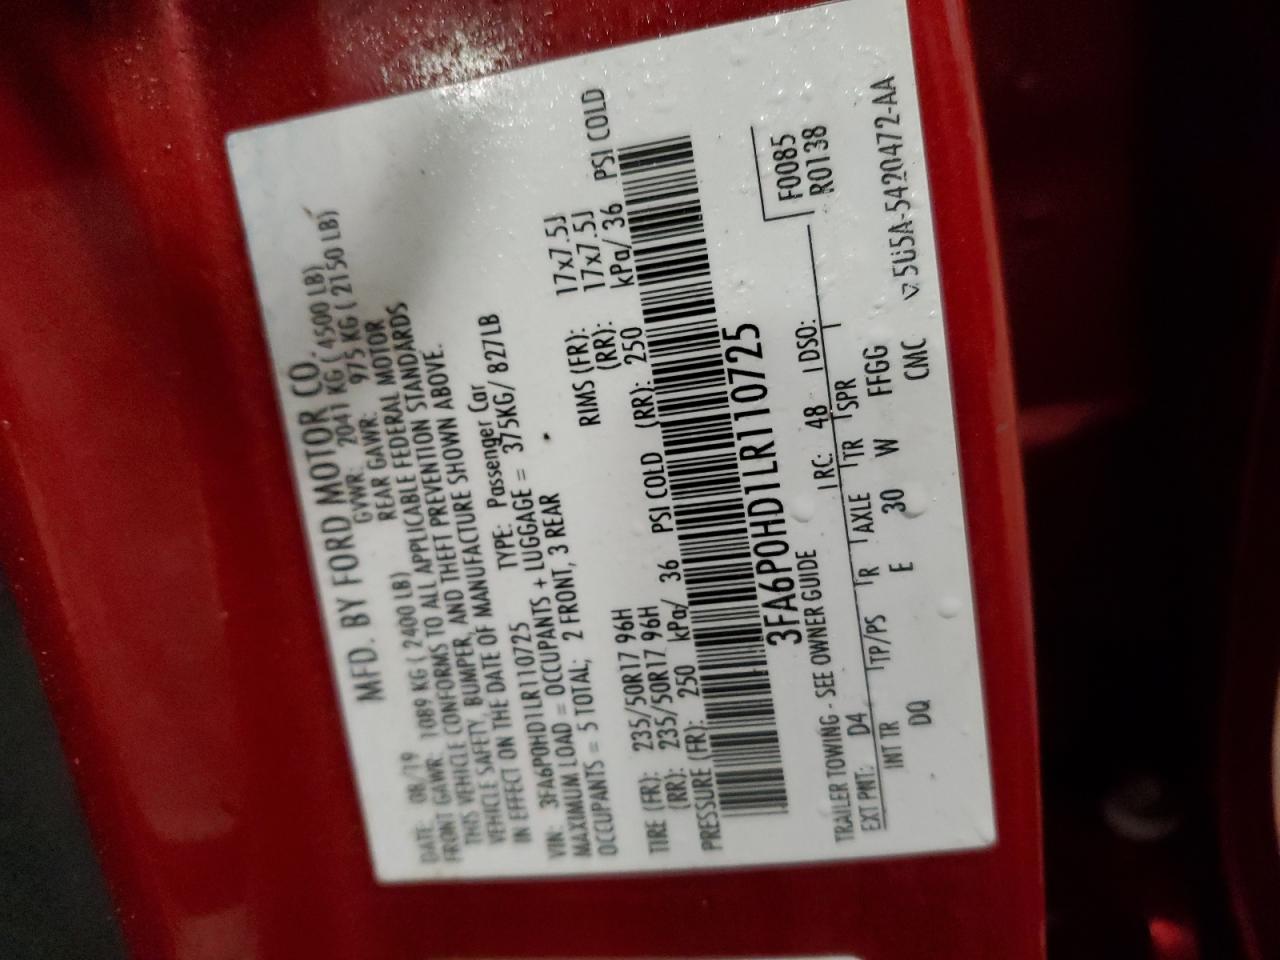 MFD. BY FORD MOTOR CO.
DATE: 08/19 GVWR: 2041 KG ( 4500 LB)
FRONT GAWR: 1089 KG ( 2400 LB) REAR GAWR: 975 KG ( 2150 LB)
THIS VEHICLE CONFORMS TO ALL APPLICABLE FEDERAL MOTOR
VEHICLE SAFETY, BUMPER, AND THEFT PREVENTION STANDARDS
IN EFFECT ON THE DATE OF MANUFACTURE SHOWN ABOVE.
VIN: 3FA6P0HD1LR110725 TYPE: Passenger Car
MAXIMUM LOAD = OCCUPANTS + LUGGAGE = 375KG/ 827LB
OCCUPANTS = 5 TOTAL; 2 FRONT, 3 REAR
TIRE (FR): 235/50R17 96H RIMS (FR): 17x7.5J
(RR): 235/50R17 96H (RR): 17x7.5J
PRESSURE (FR): 250 kPa/ 36 PSI COLD (RR): 250 kPa/ 36 PSI COLD
3FA6P0HD1LR110725
F0085
R0138
TRAILER TOWING - SEE OWNER GUIDE
EXT PNT: D4 RC: 48 DSO:
INT TR TP/PS R AXLE TR SPR
DQ E 30 W FFGG
CMC ▽5U5A-5420472-AA